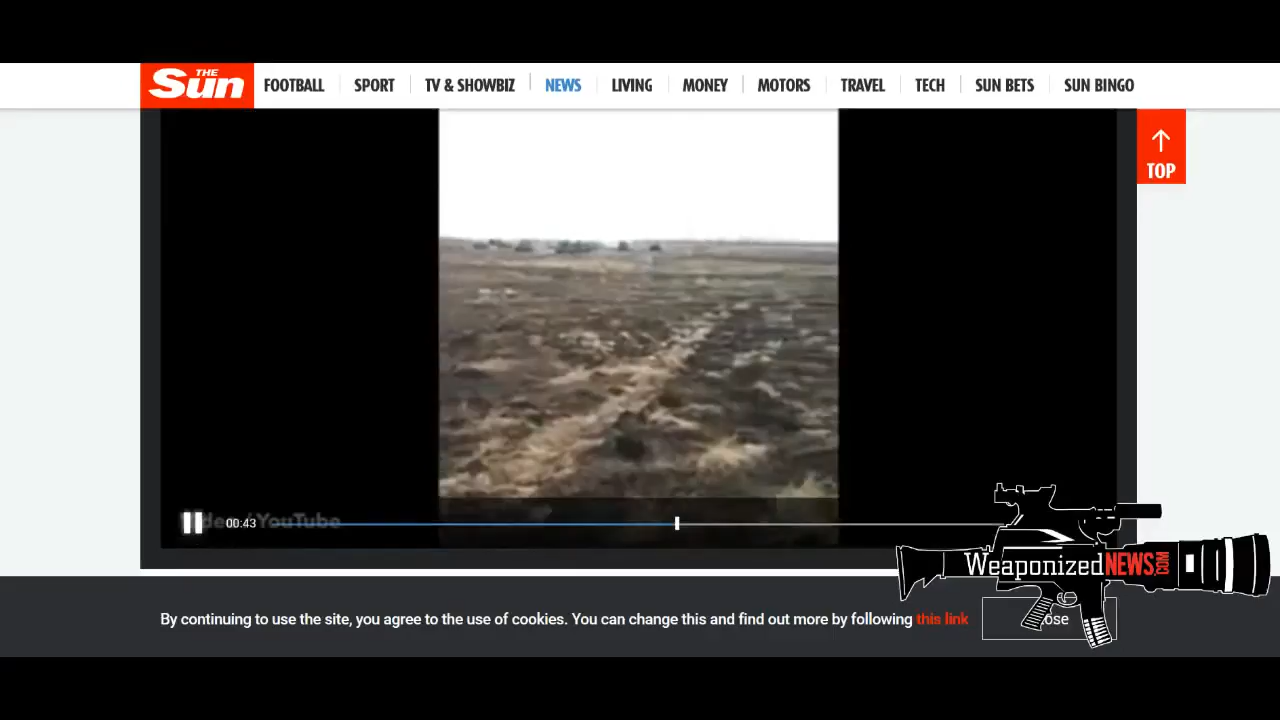 THE
Sun
FOOTBALL
SPORT
TV & SHOWBIZ
NEWS
LIVING
MONEY
MOTORS
TRAVEL
TECH
SUN BETS
SUN BINGO
TOP
00:43
/YouTube
WeaponizedNEWS.COM
By continuing to use the site, you agree to the use of cookies. You can change this and find out more by following this link